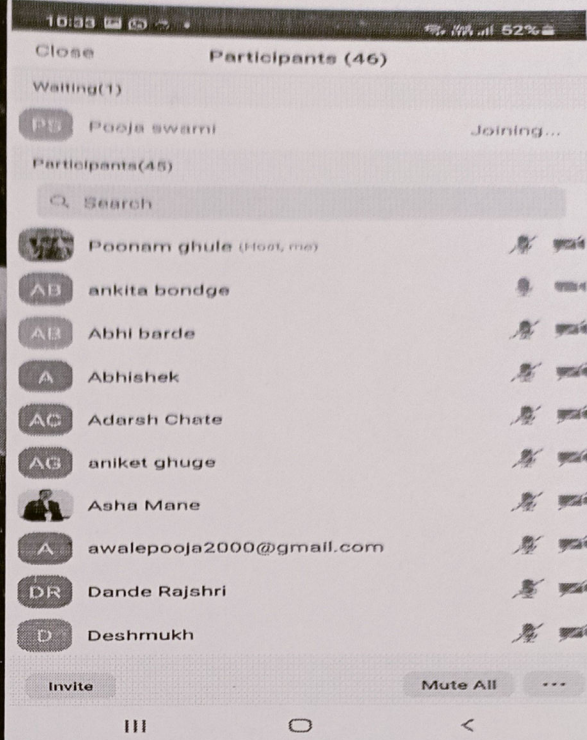 10:33 52%
Close Participants (46)
Waiting(1)
PS Pooja swami Joining...
Participants(45)
Search
Poonam ghule (Host, me)
AB ankita bondge
AB Abhi barde
A Abhishek
AC Adarsh Chate
AG aniket ghuge
Asha Mane
A awalepooja2000@gmail.com
DR Dande Rajshri
D Deshmukh
Invite Mute All ...